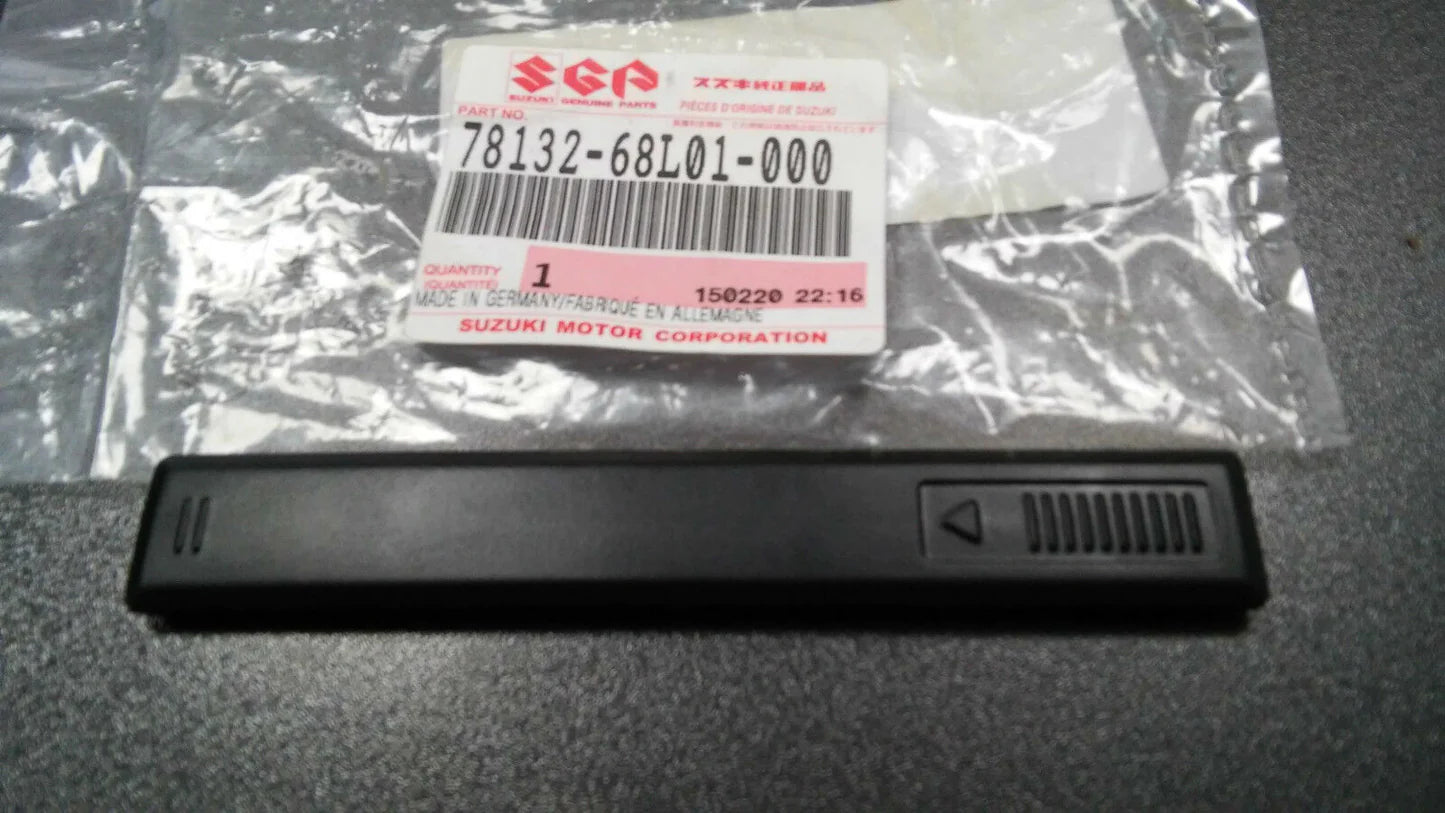 SGP
SUZUKI GENUINE PARTS
スズキ純正部品
PIÈCES D'ORIGINE DE SUZUKI
PART NO.
78132-68L01-000
QUANTITY
(QUANTITÉ)
1
150220 22:16
MADE IN GERMANY/FABRIQUÉ EN ALLEMAGNE
SUZUKI MOTOR CORPORATION